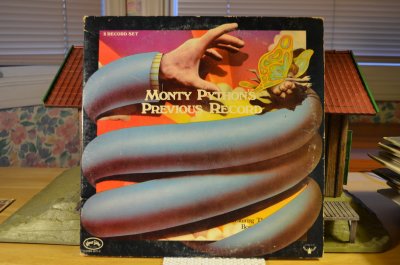 2 RECORD SET
MONTY PYTHON'S
PREVIOUS RECORD